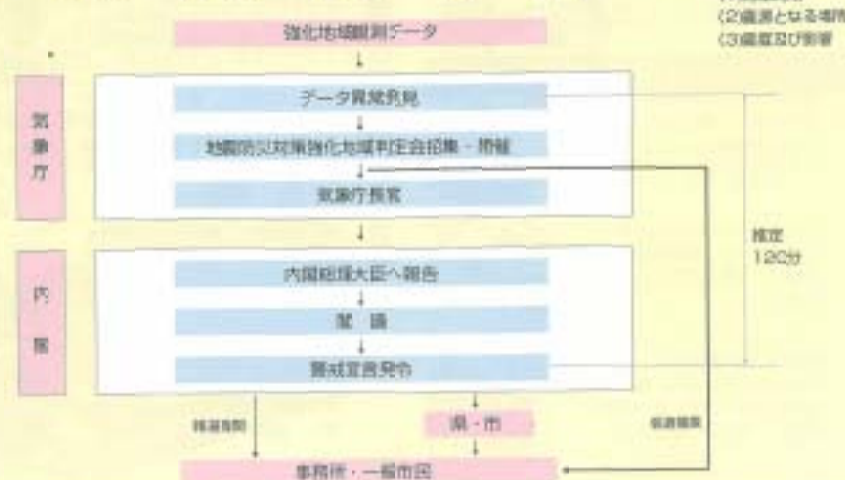 (2)震源となる場所
(3)震度及び影響
強化地域観測データ
気象庁
データ異常発見
地震防災対策強化地域判定会招集・開催
気象庁長官
推定
120分
内閣
内閣総理大臣へ報告
閣議
警戒宣言発令
報道機関
県・市
報道機関
事務所・一般市民